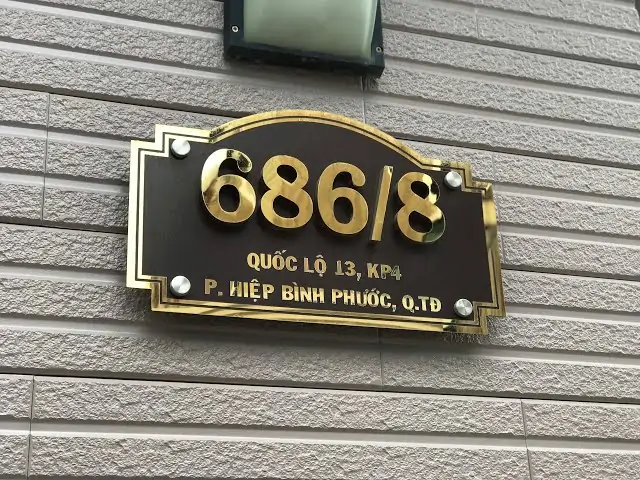 686/8
QUỐC LỘ 13, KP4
P. HIỆP BÌNH PHƯỚC, Q.TĐ